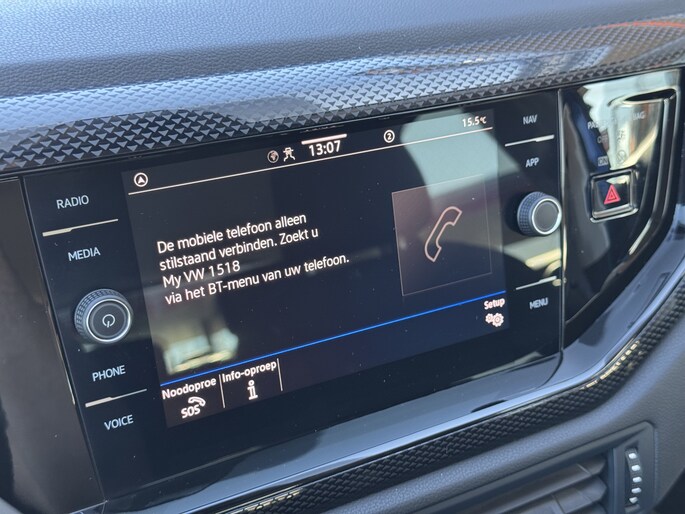 RADIO
MEDIA
PHONE
VOICE
13:07
2
15.5°C
De mobiele telefoon alleen
stilstaand verbinden. Zoekt u
My VW 1518
via het BT-menu van uw telefoon.
Setup
Noodoproe
SOS
Info-oproep
i
NAV
APP
MENU